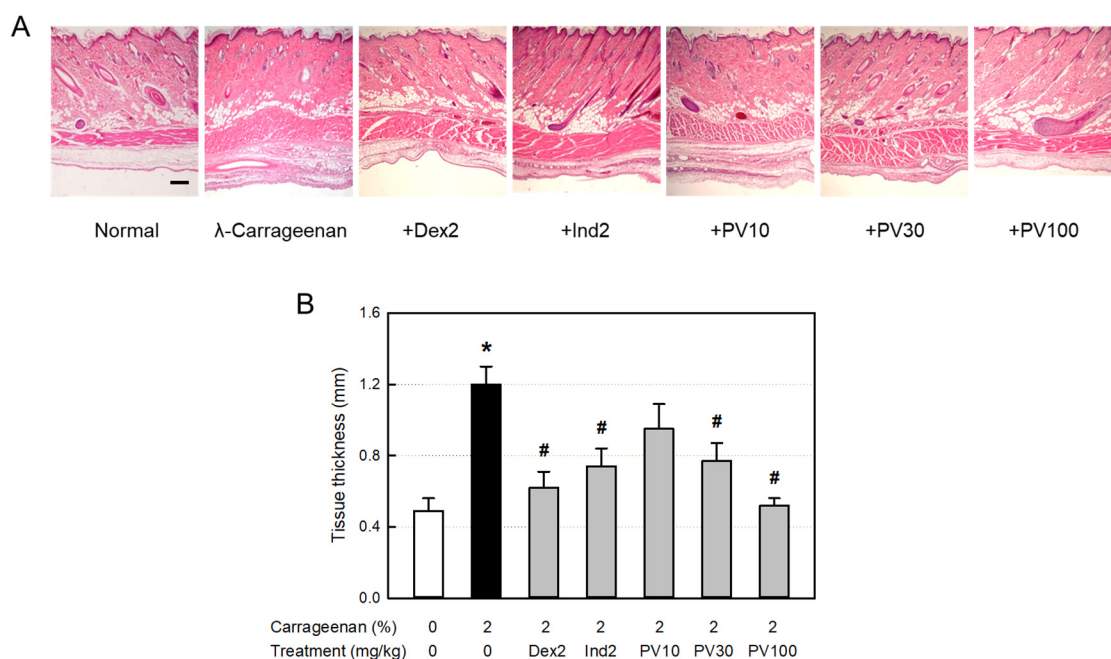 A
Normal λ-Carrageenan +Dex2 +Ind2 +PV10 +PV30 +PV100
B
1.6
1.2
0.8
0.4
0.0
Tissue thickness (mm)
*
#
#
#
#
Carrageenan (%) 0 2 2 2 2 2 2
Treatment (mg/kg) 0 0 Dex2 Ind2 PV10 PV30 PV100